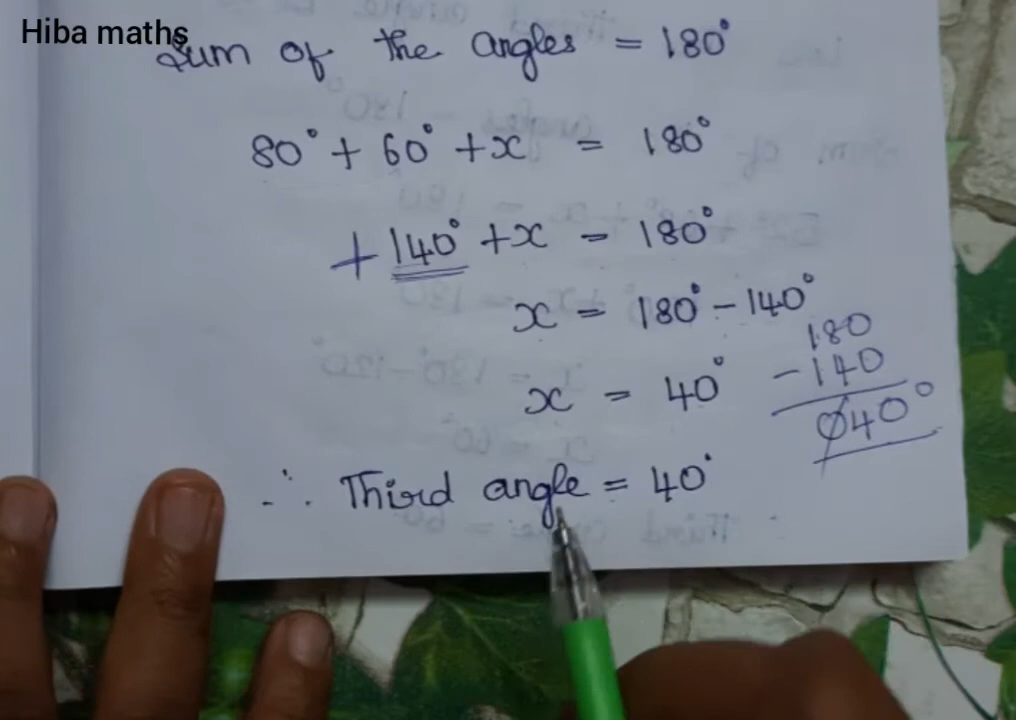 Hiba maths
Sum of the angles = 180°
80° + 60° + x = 180°
+ 140° + x = 180°
x = 180° - 140°
x = 40°
180
- 140
040°
∴ Third angle = 40°